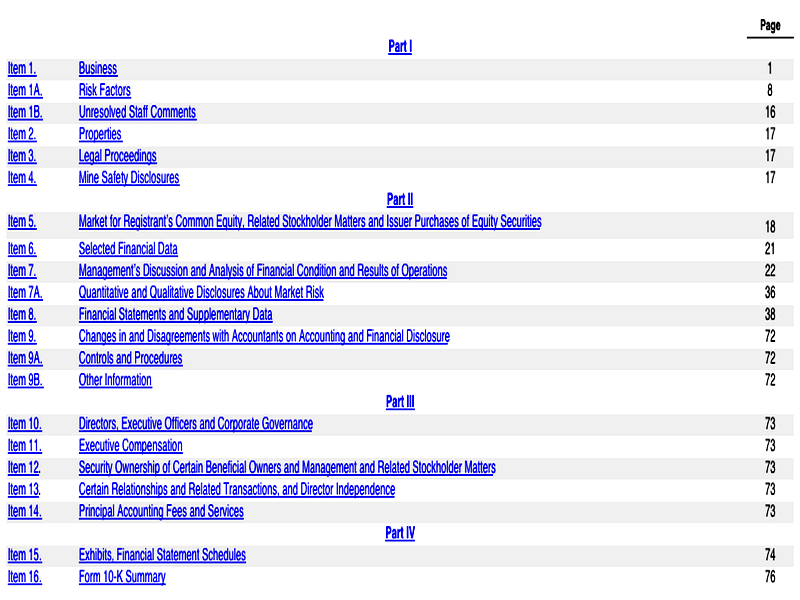 Page
Part I
Item 1. Business 1
Item 1A. Risk Factors 8
Item 1B. Unresolved Staff Comments 16
Item 2. Properties 17
Item 3. Legal Proceedings 17
Item 4. Mine Safety Disclosures 17
Part II
Item 5. Market for Registrant's Common Equity, Related Stockholder Matters and Issuer Purchases of Equity Securities 18
Item 6. Selected Financial Data 21
Item 7. Management's Discussion and Analysis of Financial Condition and Results of Operations 22
Item 7A. Quantitative and Qualitative Disclosures About Market Risk 36
Item 8. Financial Statements and Supplementary Data 38
Item 9. Changes in and Disagreements with Accountants on Accounting and Financial Disclosure 72
Item 9A. Controls and Procedures 72
Item 9B. Other Information 72
Part III
Item 10. Directors, Executive Officers and Corporate Governance 73
Item 11. Executive Compensation 73
Item 12. Security Ownership of Certain Beneficial Owners and Management and Related Stockholder Matters 73
Item 13. Certain Relationships and Related Transactions, and Director Independence 73
Item 14. Principal Accounting Fees and Services 73
Part IV
Item 15. Exhibits, Financial Statement Schedules 74
Item 16. Form 10-K Summary 76